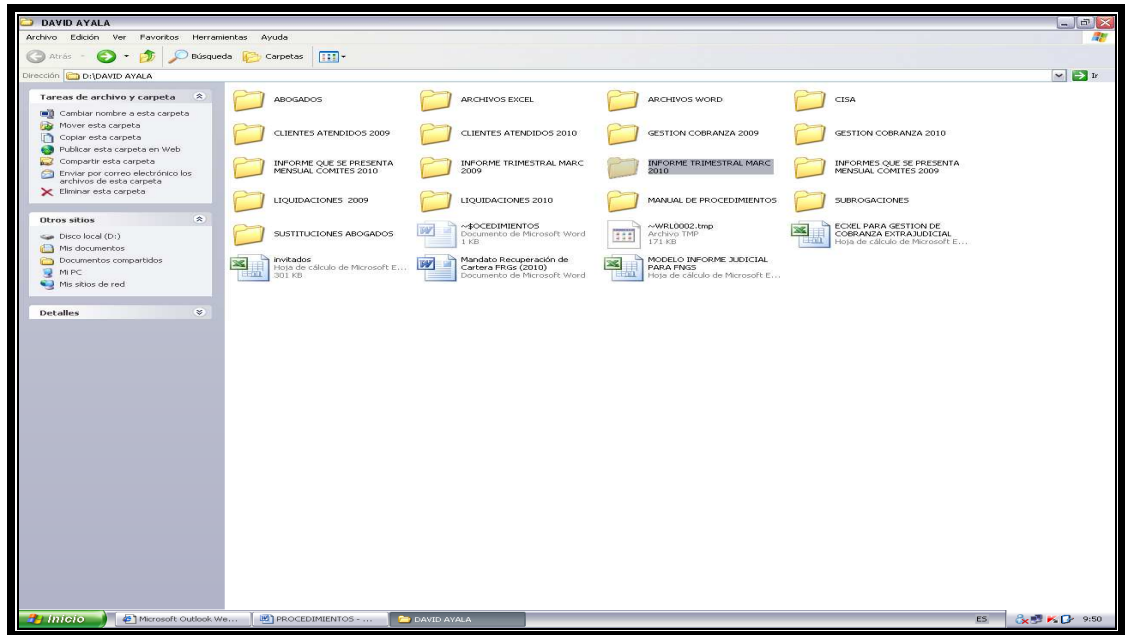 DAVID AYALA
Archivo Edición Ver Favoritos Herramientas Ayuda
Atrás Búsqueda Carpetas
Dirección D:\DAVID AYALA Ir
Tareas de archivo y carpeta
Cambiar nombre a esta carpeta
Mover esta carpeta
Copiar esta carpeta
Publicar esta carpeta en Web
Compartir esta carpeta
Enviar por correo electrónico los
archivos de esta carpeta
Eliminar esta carpeta
Otros sitios
Disco local (D:)
Mis documentos
Documentos compartidos
Mi PC
Mis sitios de red
Detalles
ABOGADOS
ARCHIVOS EXCEL
ARCHIVOS WORD
CISA
CLIENTES ATENDIDOS 2009
CLIENTES ATENDIDOS 2010
GESTION COBRANZA 2009
GESTION COBRANZA 2010
INFORME QUE SE PRESENTA
MENSUAL COMITES 2010
INFORME TRIMESTRAL MARC
2009
INFORME TRIMESTRAL MARC
2010
INFORMES QUE SE PRESENTA
MENSUAL COMITES 2009
LIQUIDACIONES 2009
LIQUIDACIONES 2010
MANUAL DE PROCEDIMIENTOS
SUBROGACIONES
SUSTITUCIONES ABOGADOS
~$OCEDIMIENTOS
Documento de Microsoft Word
1 KB
~WRL0002.tmp
Archivo TMP
171 KB
ECXEL PARA GESTION DE
COBRANZA EXTRAJUDICIAL
Hoja de cálculo de Microsoft E...
invitados
Hoja de cálculo de Microsoft E...
301 KB
Mandato Recuperación de
Cartera FRGs (2010)
Documento de Microsoft Word
MODELO INFORME JUDICIAL
PARA FNGS
Hoja de cálculo de Microsoft E...
Inicio Microsoft Outlook We... PROCEDIMIENTOS - ... DAVID AYALA ES 9:50